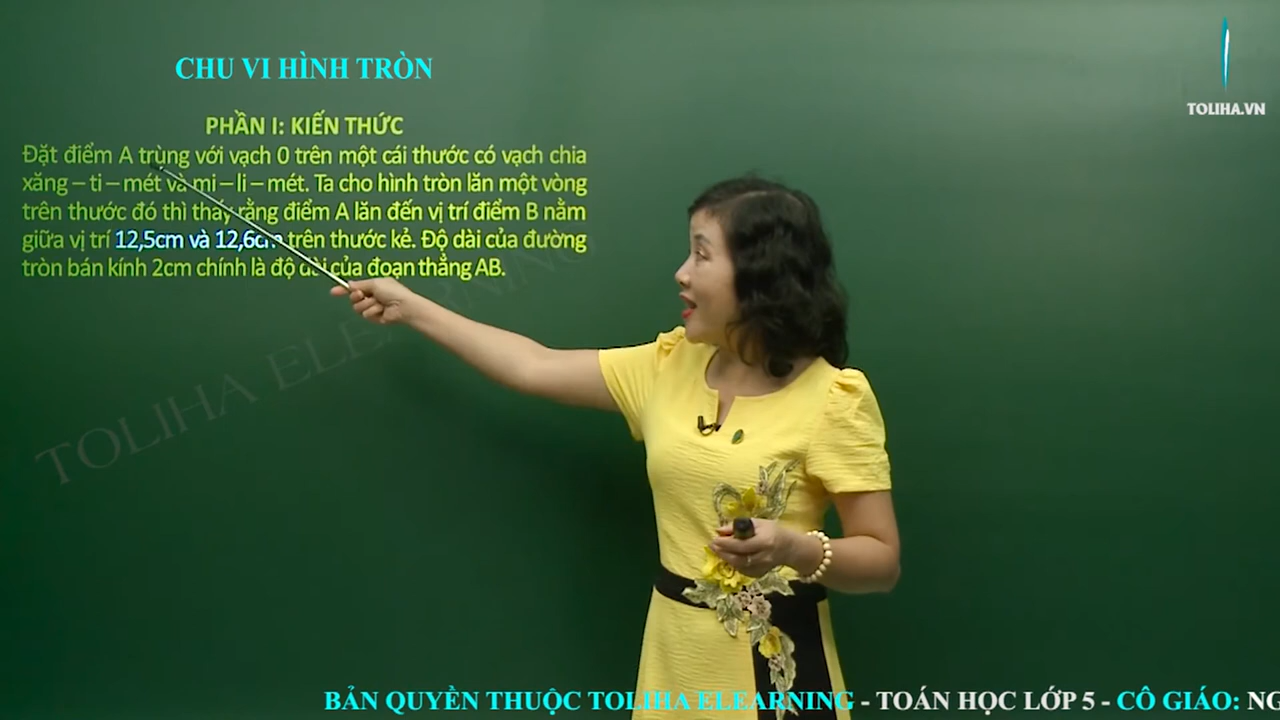 CHU VI HÌNH TRÒN
TOLIHA.VN
PHẦN I: KIẾN THỨC
Đặt điểm A trùng với vạch 0 trên một cái thước có vạch chia
xăng – ti – mét và mi – li – mét. Ta cho hình tròn lăn một vòng
trên thước đó thì thấy rằng điểm A lăn đến vị trí điểm B nằm
giữa vị trí 12,5cm và 12,6cm trên thước kẻ. Độ dài của đường
tròn bán kính 2cm chính là độ dài của đoạn thẳng AB.
TOLIHA ELEARNING
BẢN QUYỀN THUỘC TOLIHA ELEARNING - TOÁN HỌC LỚP 5 - CÔ GIÁO: